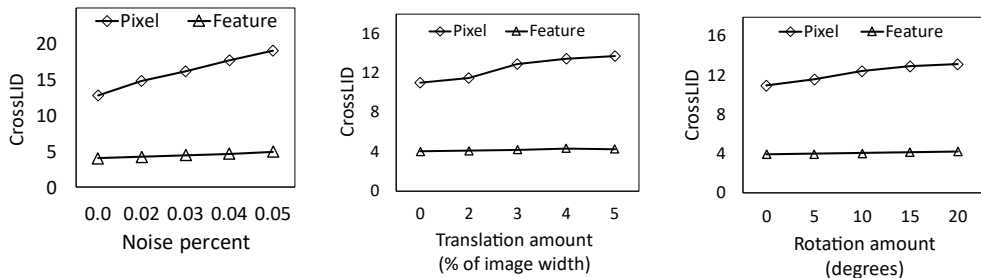 Pixel Feature
20
15
10
5
0
CrossLID
0.0 0.02 0.03 0.04 0.05
Noise percent
Pixel Feature
16
12
8
4
0
CrossLID
0 2 3 4 5
Translation amount
(% of image width)
Pixel Feature
16
12
8
4
0
CrossLID
0 5 10 15 20
Rotation amount
(degrees)